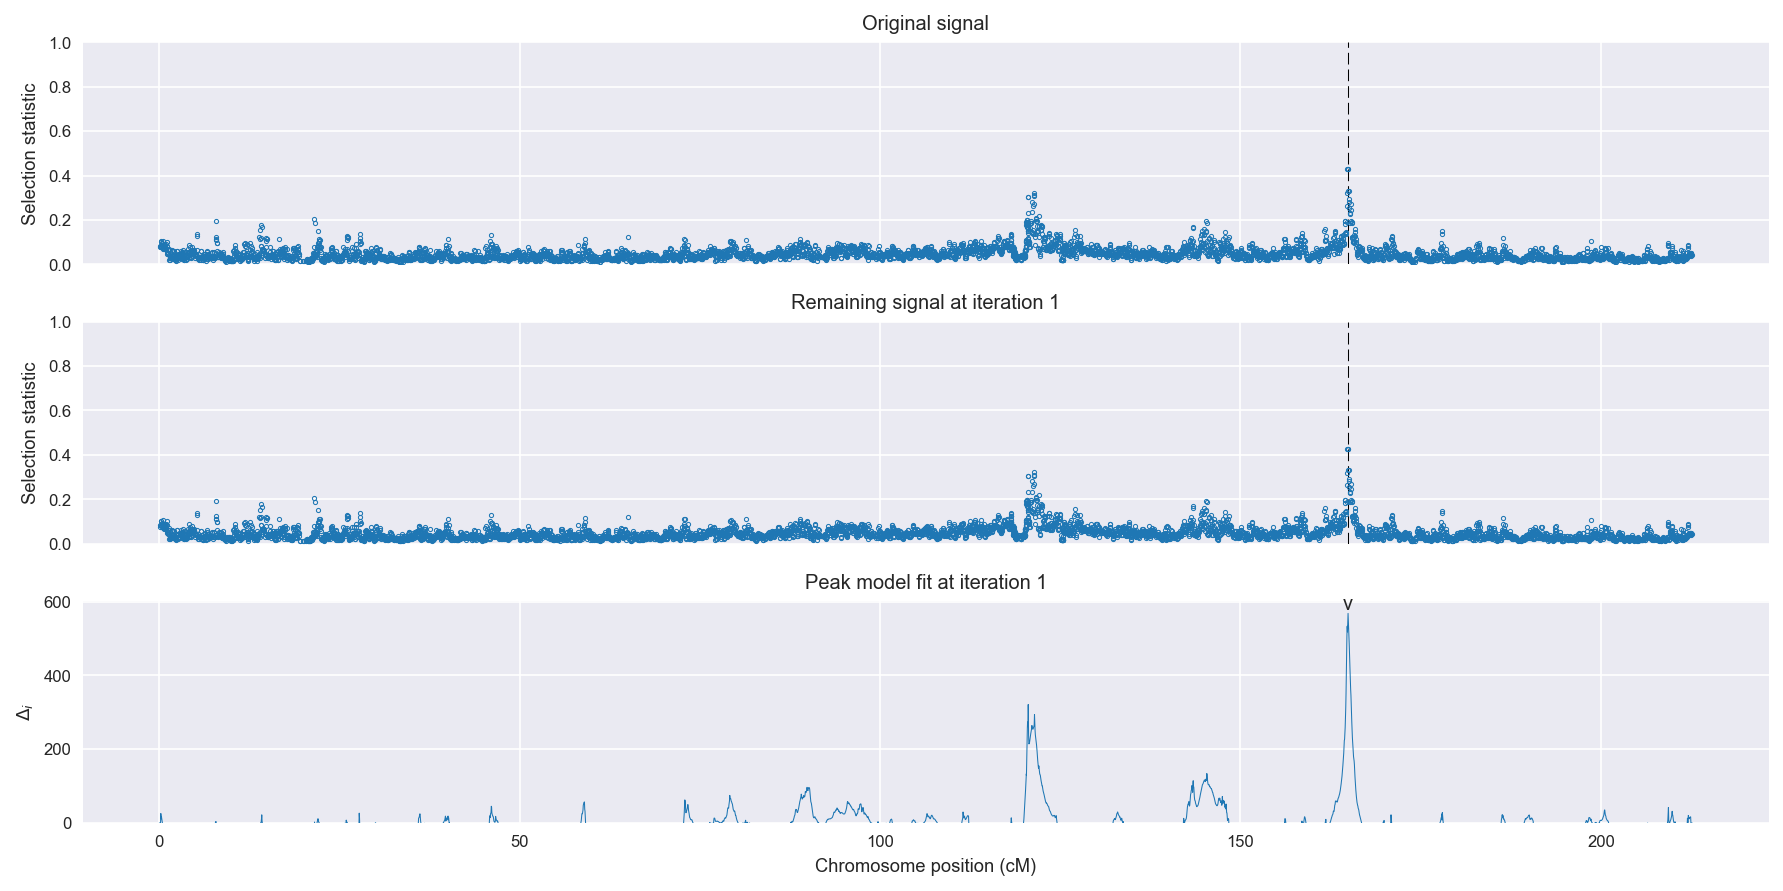 Original signal
1.0
0.8
0.6
0.4
0.2
0.0
Selection statistic
Remaining signal at iteration 1
1.0
0.8
0.6
0.4
0.2
0.0
Selection statistic
Peak model fit at iteration 1
v
600
400
200
0
Δi
0 50 100 150 200
Chromosome position (cM)